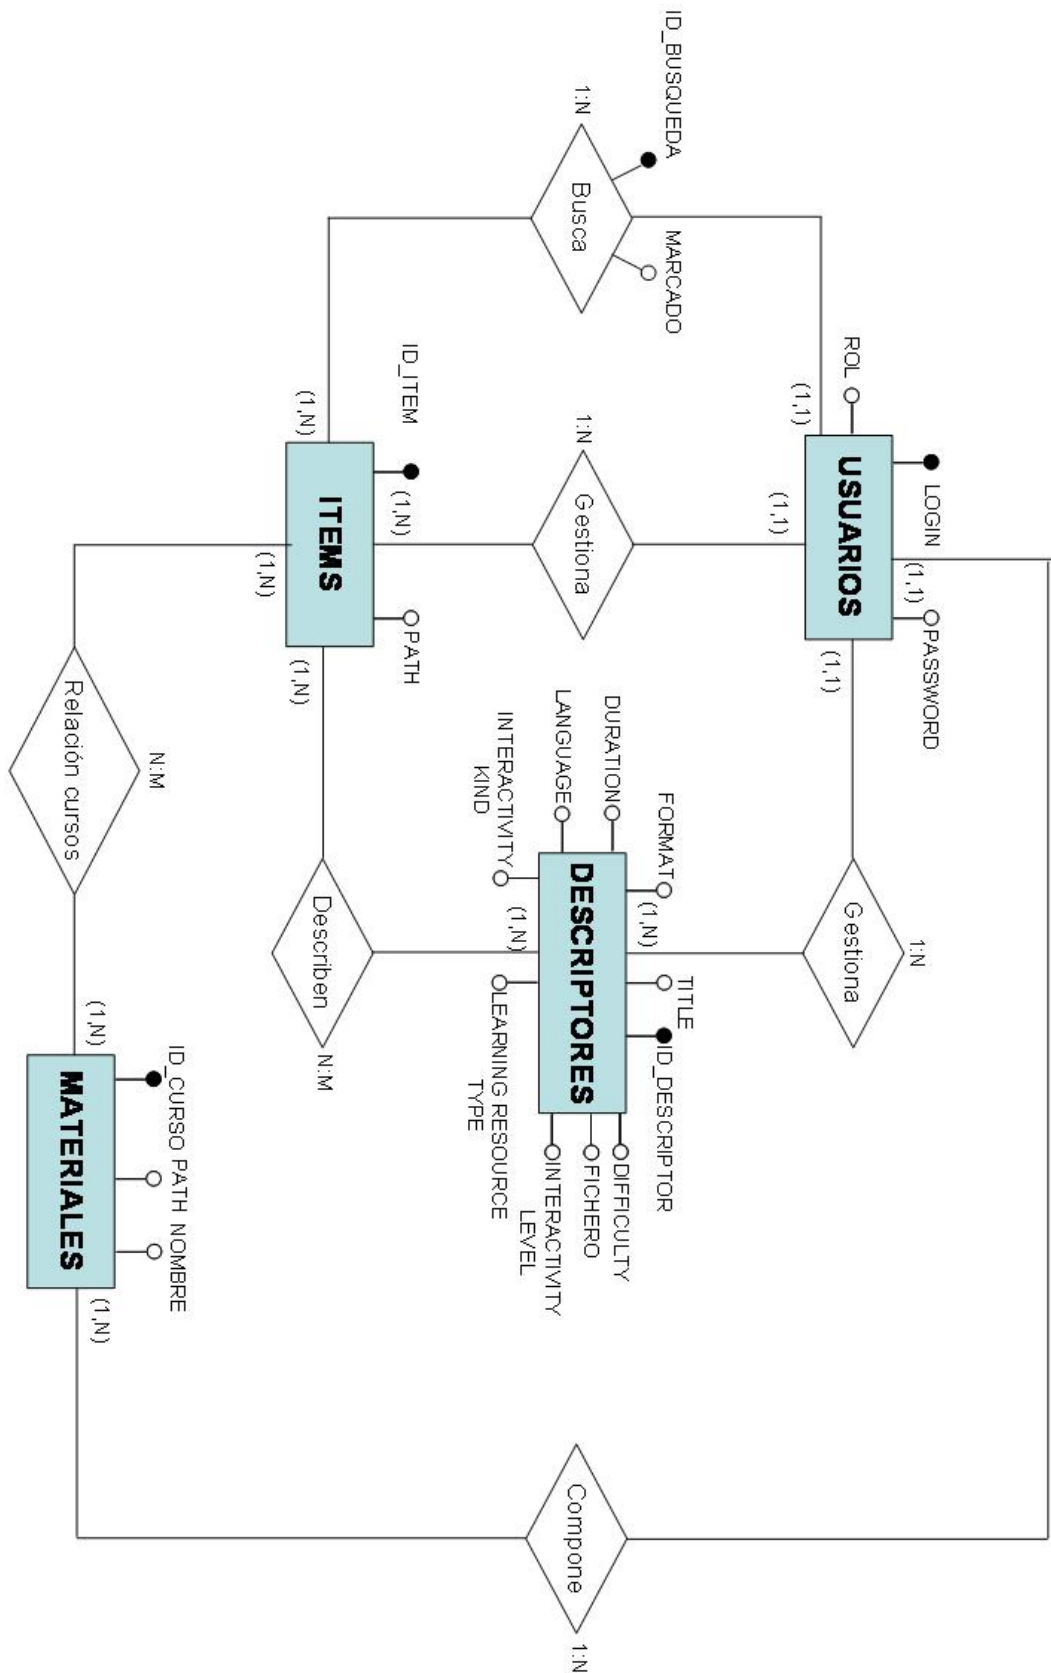 LOGIN
PASSWORD
(1,1)
1:N
ROL
USUARIOS
Gestiona
(1,1)
(1,1)
(1,1)
ID_BUSQUEDA
MARCADO
TITLE
FORMAT
ID_DESCRIPTOR
(1,N)
DIFFICULTY
DURATION
FICHERO
1:N
Busca
1:N
Gestiona
DESCRIPTORES
Compone
1:N
LANGUAGE
INTERACTIVITY
LEVEL
(1,N)
INTERACTIVITY
KIND
LEARNING RESOURCE
TYPE
ID_ITEM
(1,N)
PATH
ITEMS
Describen
N:M
(1,N)
(1,N)
(1,N)
N:M
ID_CURSO PATH NOMBRE
Relación cursos
(1,N)
MATERIALES
(1,N)